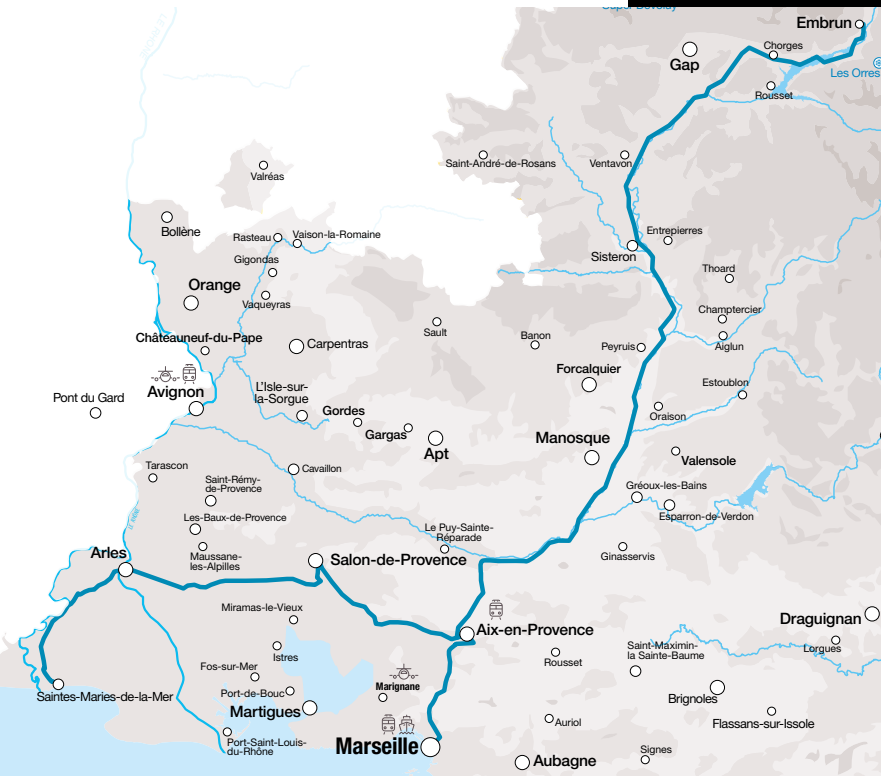 Super Dévoluy
Embrun
Chorges
Gap
Les Orres
Rousset
LE RHÔNE
Saint-André-de-Rosans
Ventavon
Valréas
Bollène
Rasteau
Vaison-la-Romaine
Entrepierres
Gigondas
Sisteron
Thoard
Orange
Vaqueyras
Champtercier
Châteauneuf-du-Pape
Sault
Banon
Carpentras
Peyruis
Aiglun
Forcalquier
Avignon
L'Isle-sur-
la-Sorgue
Estoublon
Pont du Gard
Gordes
Oraison
Gargas
Manosque
Apt
Valensole
Tarascon
Cavaillon
Saint-Rémy-
de-Provence
Gréoux-les-Bains
Les-Baux-de-Provence
Esparron-de-Verdon
Le Puy-Sainte-
Réparade
Arles
Maussane-
les-Alpilles
Salon-de-Provence
Ginasservis
Miramas-le-Vieux
Draguignan
Aix-en-Provence
Lorgues
Saint-Maximin-
la Sainte-Baume
Istres
Rousset
Fos-sur-Mer
Marignane
Saintes-Maries-de-la-Mer
Port-de-Bouc
Brignoles
Martigues
Auriol
Flassans-sur-Issole
Port-Saint-Louis-
du-Rhône
Marseille
Signes
Aubagne